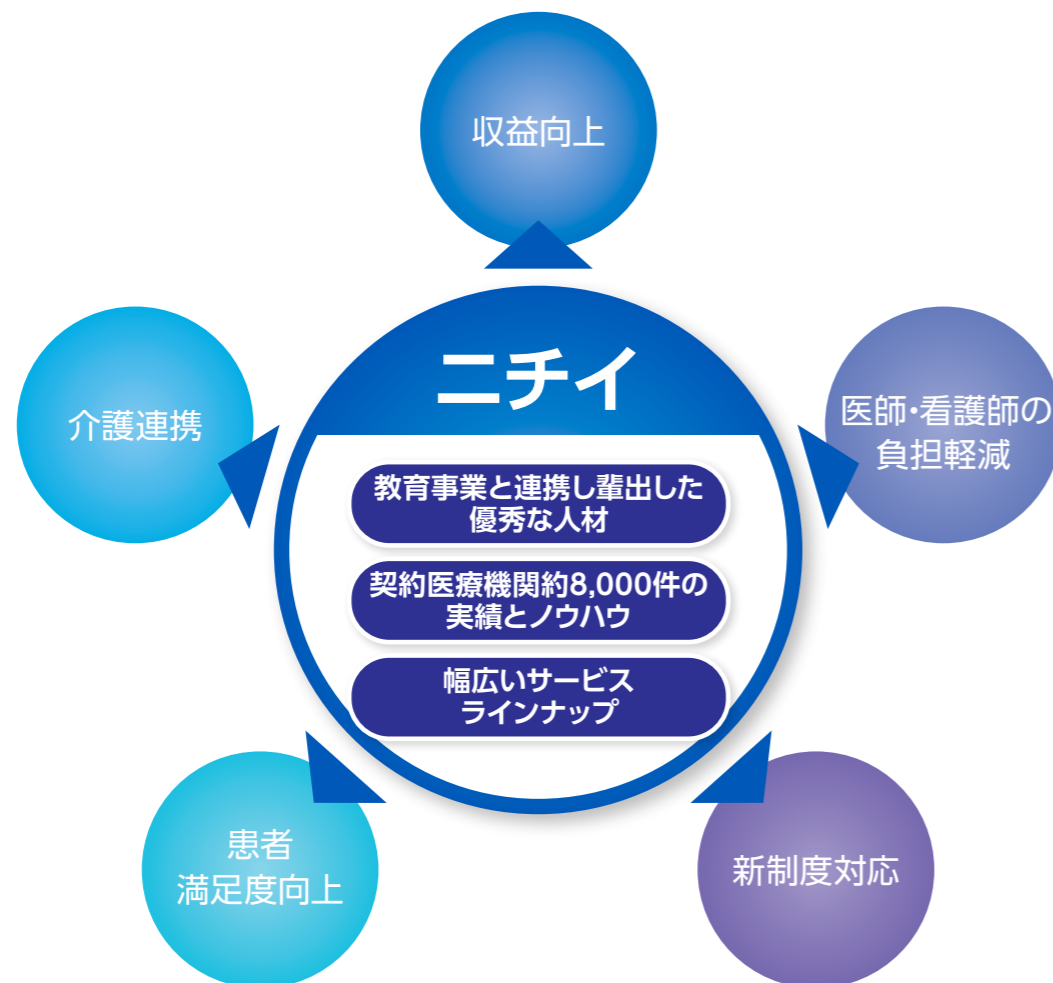 収益向上
介護連携
医師・看護師の
負担軽減
ニチイ
教育事業と連携し輩出した
優秀な人材
契約医療機関約8,000件の
実績とノウハウ
幅広いサービス
ラインナップ
患者
満足度向上
新制度対応